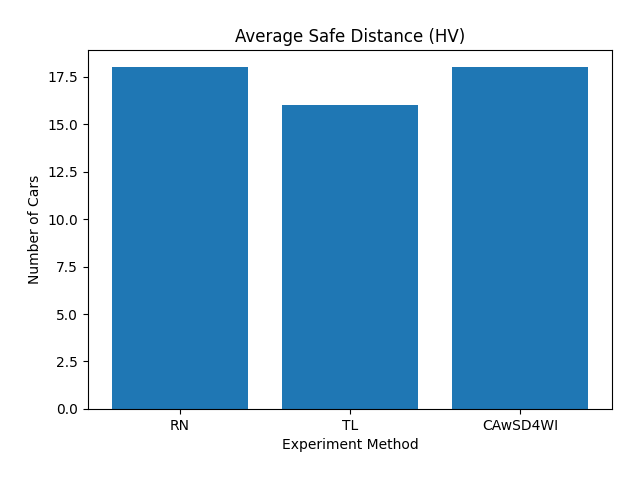 Average Safe Distance (HV)
Number of Cars
17.5
15.0
12.5
10.0
7.5
5.0
2.5
0.0
RN TL CAwSD4WI
Experiment Method